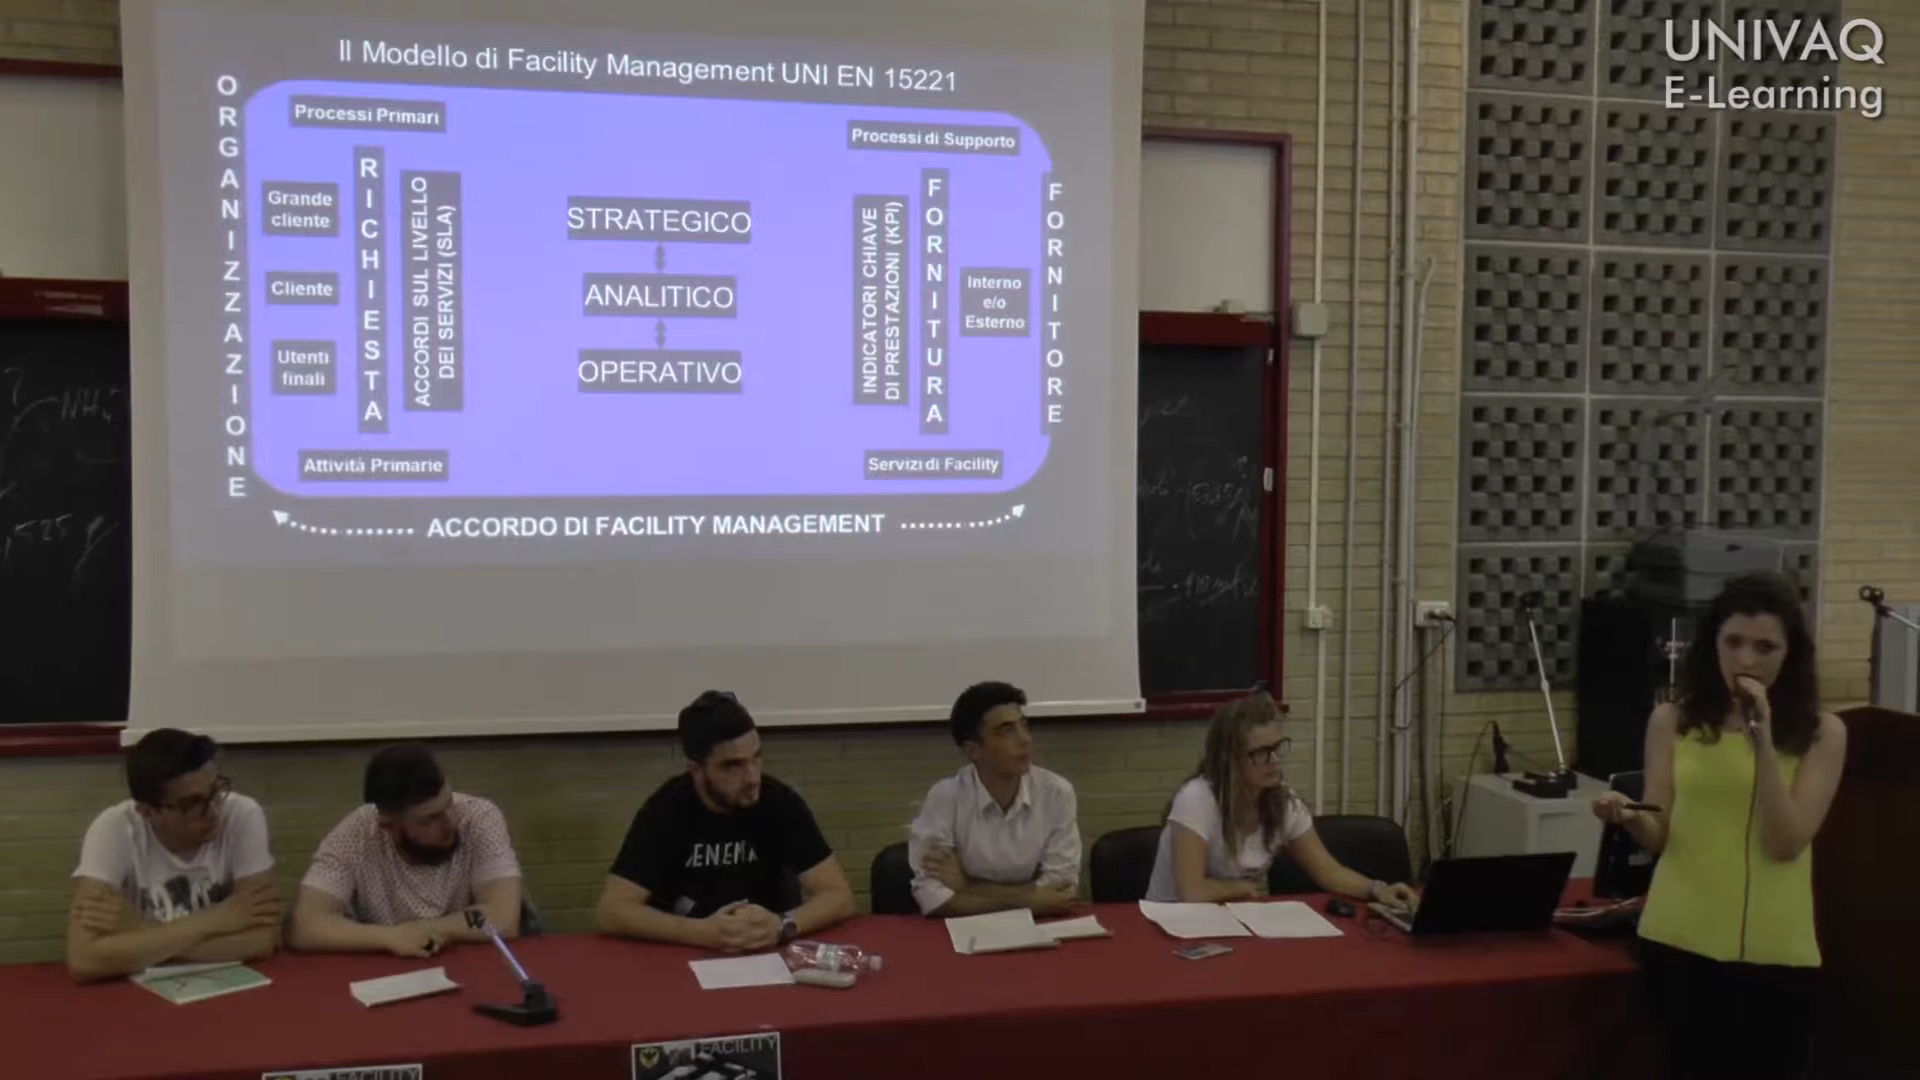 UNIVAQ
E-Learning
Il Modello di Facility Management UNI EN 15221
ORGANIZZAZIONE
Processi Primari
Grande
cliente
Cliente
Utenti
finali
RICHIESTA
ACCORDI SUL LIVELLO
DEI SERVIZI (SLA)
Attività Primarie
STRATEGICO
ANALITICO
OPERATIVO
Processi di Supporto
INDICATORI CHIAVE
DI PRESTAZIONI (KPI)
FORNITURA
Interno
e/o
Esterno
Servizi di Facility
FORNITORE
ACCORDO DI FACILITY MANAGEMENT
FACILITY
FACILITY